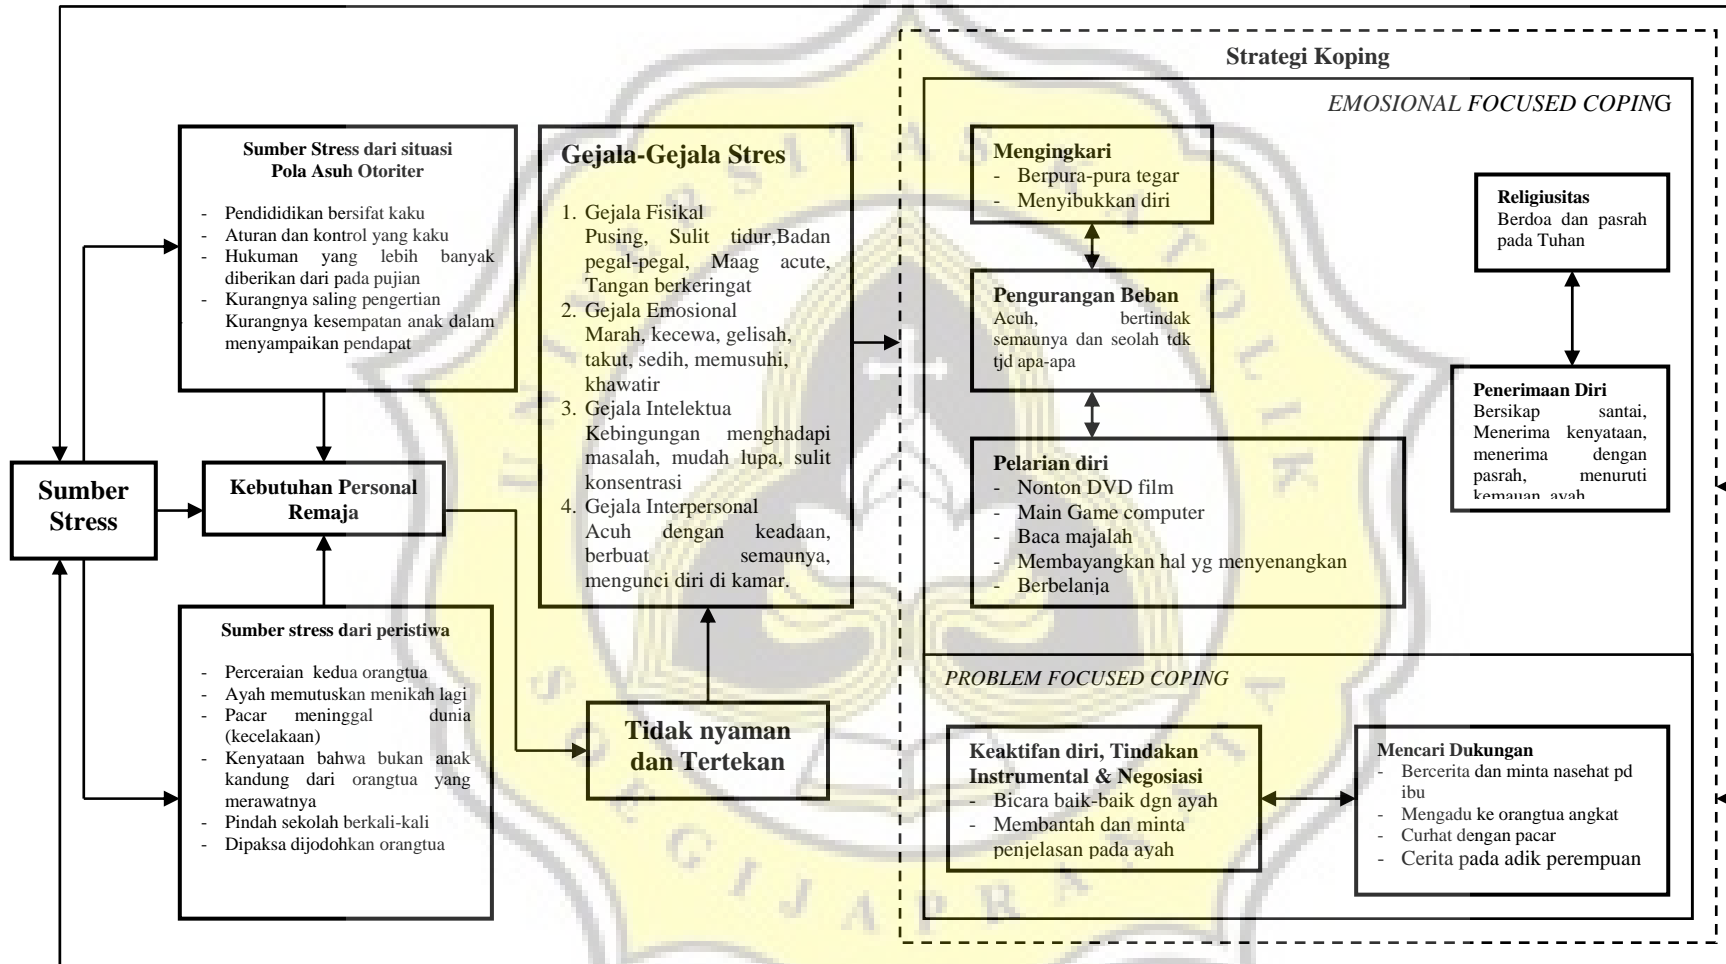 Sumber
Stress
Sumber Stress dari situasi
Pola Asuh Otoriter
- Pendididikan bersifat kaku
- Aturan dan kontrol yang kaku
- Hukuman yang lebih banyak
diberikan dari pada pujian
- Kurangnya saling pengertian
Kurangnya kesempatan anak dalam
menyampaikan pendapat
Kebutuhan Personal
Remaja
Sumber stress dari peristiwa
- Perceraian kedua orangtua
- Ayah memutuskan menikah lagi
- Pacar meninggal dunia
(kecelakaan)
- Kenyataan bahwa bukan anak
kandung dari orangtua yang
merawatnya
- Pindah sekolah berkali-kali
- Dipaksa dijodohkan orangtua
Gejala-Gejala Stres
1. Gejala Fisikal
Pusing, Sulit tidur,Badan
pegal-pegal, Maag acute,
Tangan berkeringat
2. Gejala Emosional
Marah, kecewa, gelisah,
takut, sedih, memusuhi,
khawatir
3. Gejala Intelektua
Kebingungan menghadapi
masalah, mudah lupa, sulit
konsentrasi
4. Gejala Interpersonal
Acuh dengan keadaan,
berbuat semaunya,
mengunci diri di kamar.
Tidak nyaman
dan Tertekan
Strategi Koping
EMOSIONAL FOCUSED COPING
Mengingkari
- Berpura-pura tegar
- Menyibukkan diri
Pengurangan Beban
Acuh, bertindak
semaunya dan seolah tdk
tjd apa-apa
Pelarian diri
- Nonton DVD film
- Main Game computer
- Baca majalah
- Membayangkan hal yg menyenangkan
- Berbelanja
Religiusitas
Berdoa dan pasrah
pada Tuhan
Penerimaan Diri
Bersikap santai,
Menerima kenyataan,
menerima dengan
pasrah, menuruti
kemauan ayah
PROBLEM FOCUSED COPING
Keaktifan diri, Tindakan
Instrumental & Negosiasi
- Bicara baik-baik dgn ayah
- Membantah dan minta
penjelasan pada ayah
Mencari Dukungan
- Bercerita dan minta nasehat pd
ibu
- Mengadu ke orangtua angkat
- Curhat dengan pacar
- Cerita pada adik perempuan
UNIVERSITAS KATOLIK
SOEGIJAPRANATA